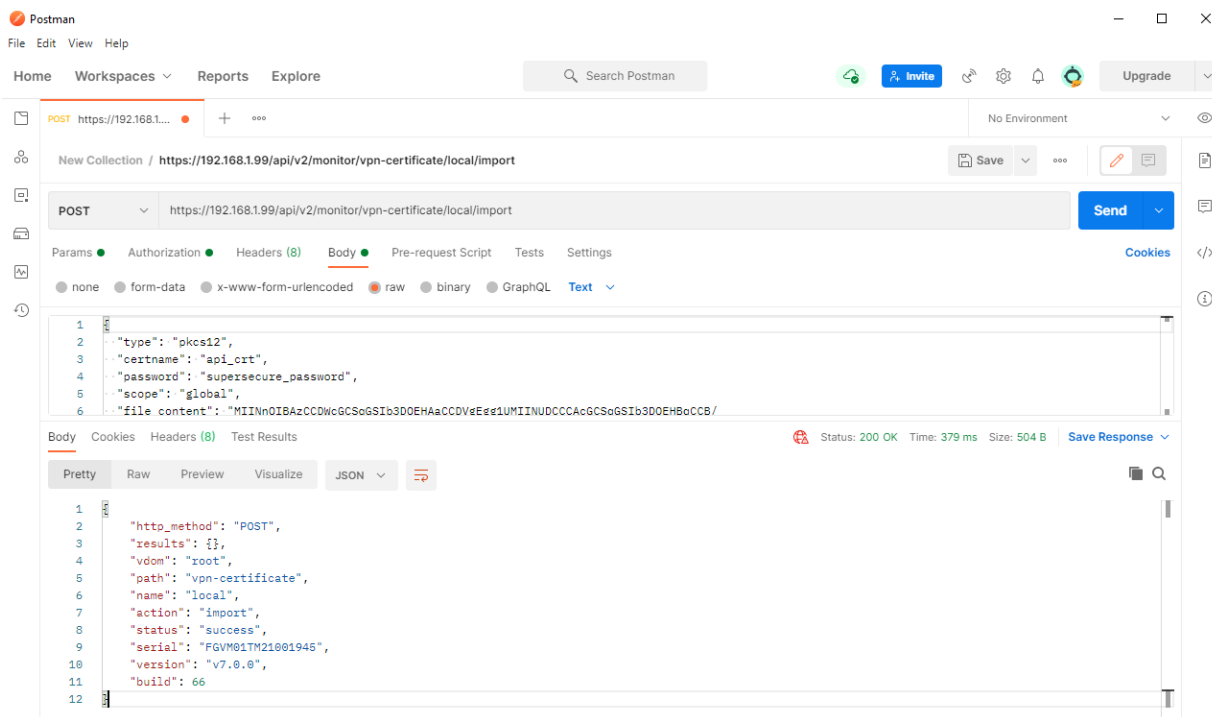 Postman
File Edit View Help
Home Workspaces Reports Explore Search Postman Invite Upgrade
POST https://192.168.1.... No Environment
New Collection / https://192.168.1.99/api/v2/monitor/vpn-certificate/local/import Save
POST https://192.168.1.99/api/v2/monitor/vpn-certificate/local/import Send
Params Authorization Headers (8) Body Pre-request Script Tests Settings Cookies
none form-data x-www-form-urlencoded raw binary GraphQL Text
1 {
2 "type": "pkcs12",
3 "certname": "api_crt",
4 "password": "supersecure_password",
5 "scope": "global",
6 "file_content":
Body Cookies Headers (8) Test Results Status: 200 OK Time: 379 ms Size: 504 B Save Response
Pretty Raw Preview Visualize JSON
1 {
2 "http_method": "POST",
3 "results": {},
4 "vdom": "root",
5 "path": "vpn-certificate",
6 "name": "local",
7 "action": "import",
8 "status": "success",
9 "serial": "FGVM01TM21001945",
10 "version": "v7.0.0",
11 "build": 66
12 }